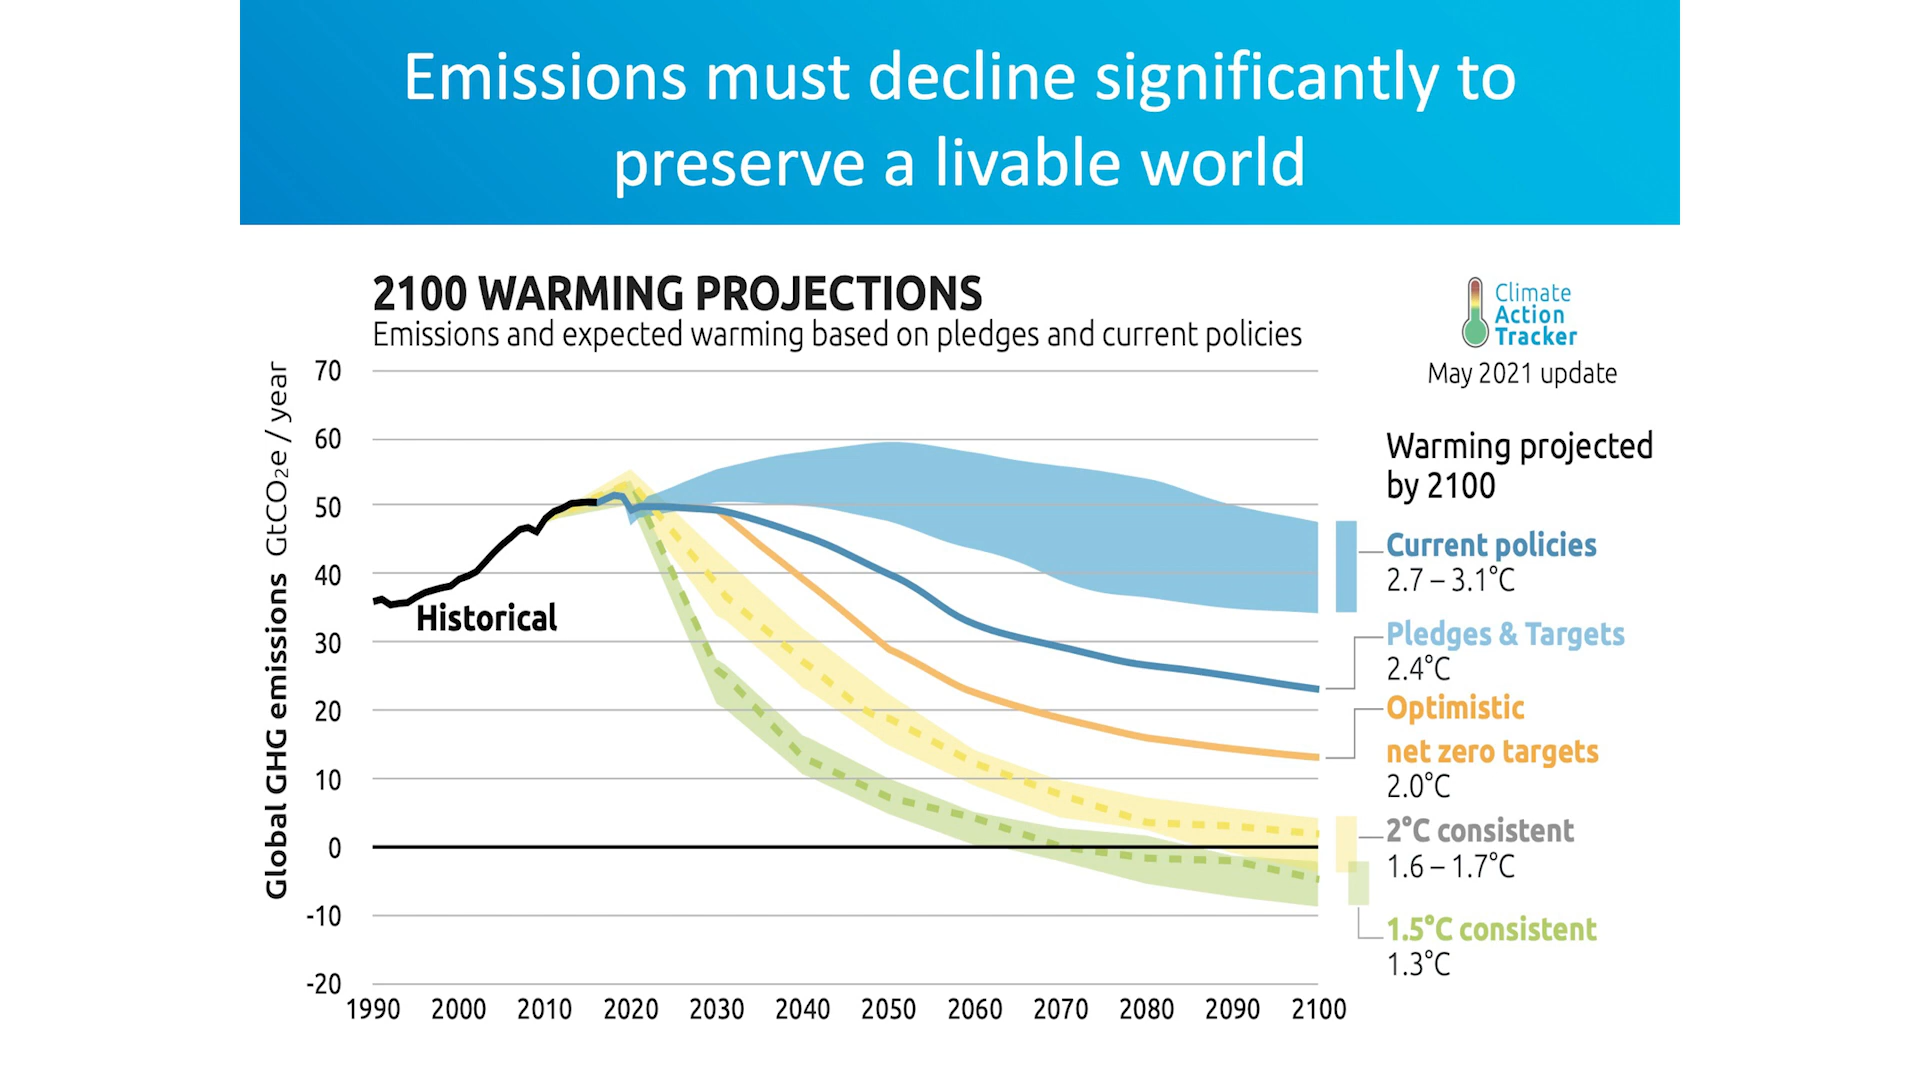 Emissions must decline significantly to
preserve a livable world
2100 WARMING PROJECTIONS
Emissions and expected warming based on pledges and current policies
Climate
Action
Tracker
May 2021 update
Global GHG emissions GtCO₂e / year
70
60
50
40
30
20
10
0
-10
-20
Historical
1990 2000 2010 2020 2030 2040 2050 2060 2070 2080 2090 2100
Warming projected
by 2100
Current policies
2.7 – 3.1°C
Pledges & Targets
2.4°C
Optimistic
net zero targets
2.0°C
2°C consistent
1.6 – 1.7°C
1.5°C consistent
1.3°C